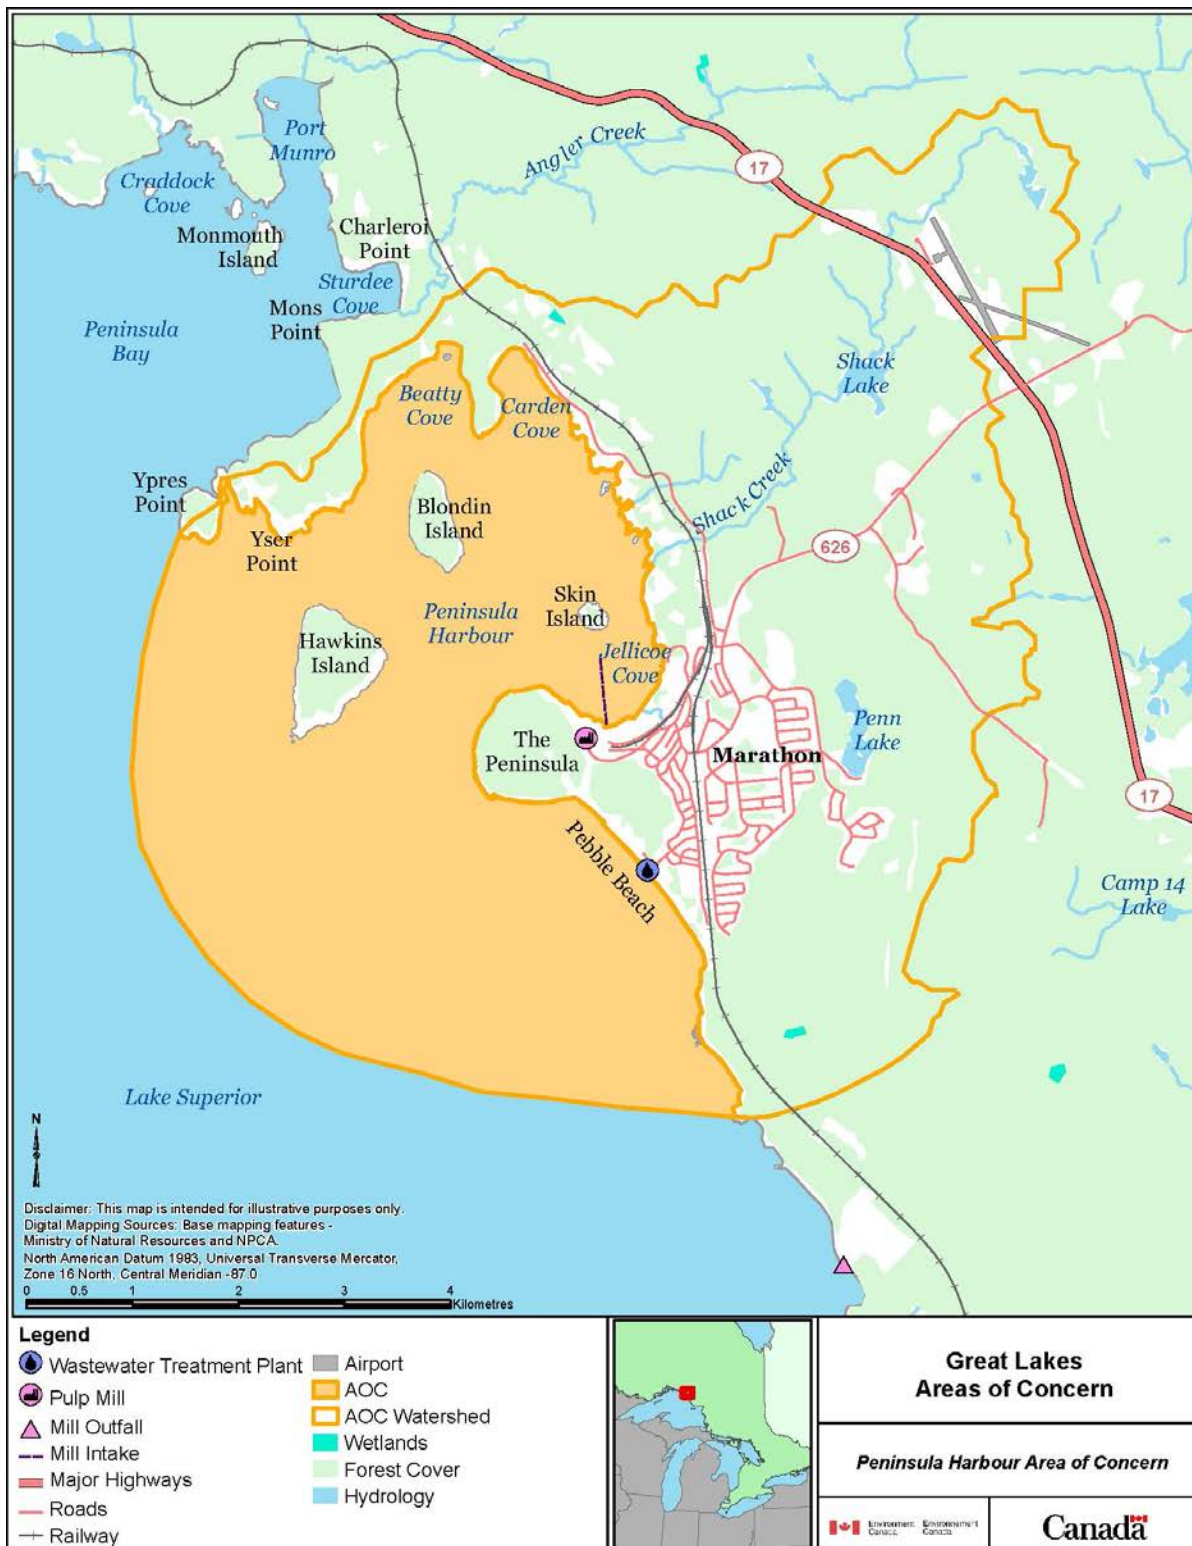 Port
Munro
Angler Creek
17
Craddock
Cove
Monmouth
Island
Charleroi
Point
Sturdee
Cove
Mons
Point
Peninsula
Bay
Shack
Lake
Beatty
Cove
Carden
Cove
Ypres
Point
Blondin
Island
Shack Creek
Yser
Point
626
Skin
Island
Peninsula
Harbour
Hawkins
Island
Jellicoe
Cove
The
Peninsula
Marathon
Penn
Lake
17
Pebble Beach
Camp 14
Lake
Lake Superior
N
Disclaimer: This map is intended for illustrative purposes only.
Digital Mapping Sources: Base mapping features -
Ministry of Natural Resources and NPCA.
North American Datum 1983, Universal Transverse Mercator,
Zone 16 North, Central Meridian -87.0
0 0.5 1 2 3 4
Kilometres
Legend
Wastewater Treatment Plant
Pulp Mill
Mill Outfall
Mill Intake
Major Highways
Roads
Railway
Airport
AOC
AOC Watershed
Wetlands
Forest Cover
Hydrology
Great Lakes
Areas of Concern
Peninsula Harbour Area of Concern
Environment Environnement
Canada Canada
Canada